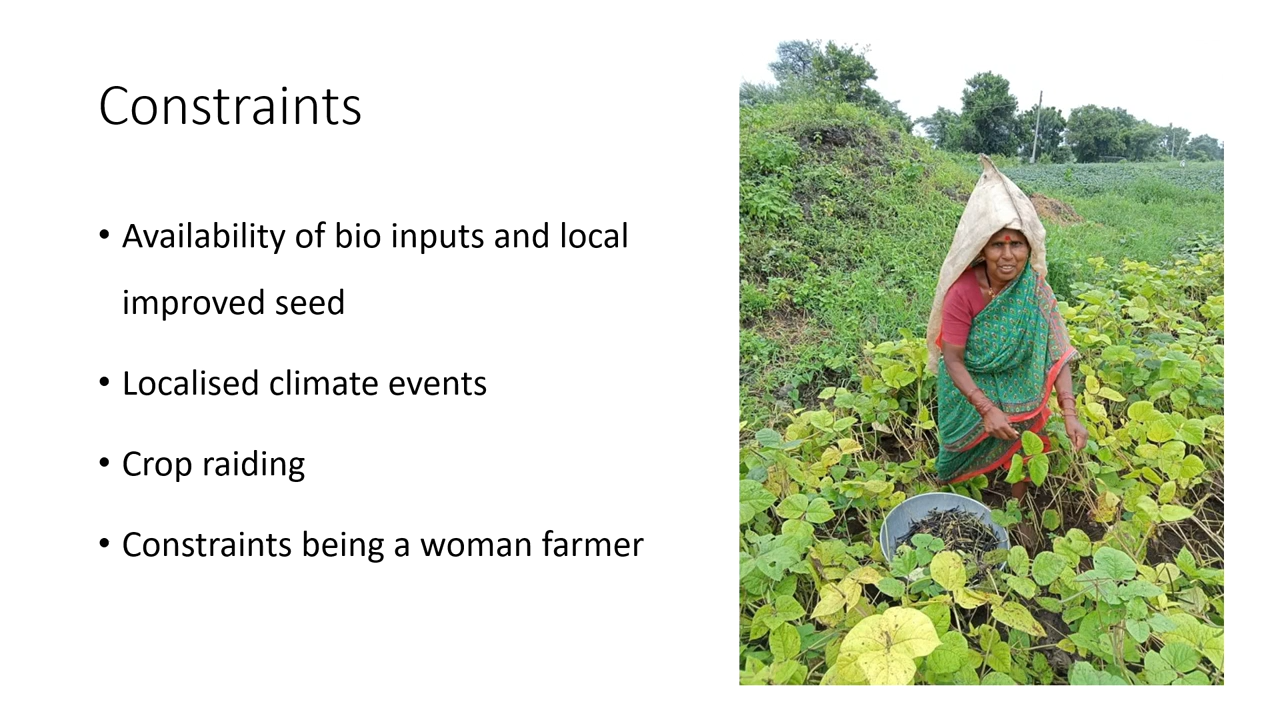 Constraints
• Availability of bio inputs and local
improved seed
• Localised climate events
• Crop raiding
• Constraints being a woman farmer